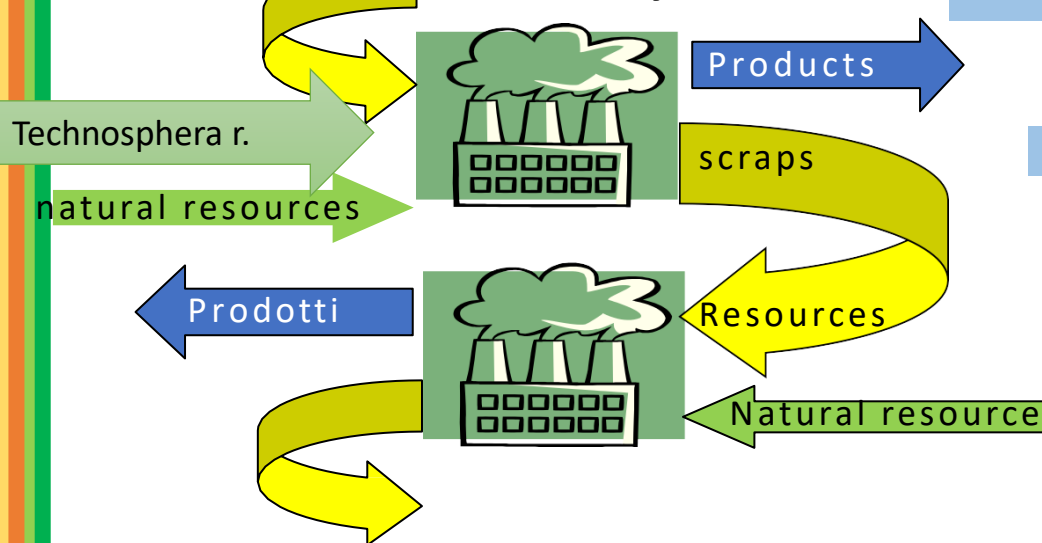 Products
Technosphera r.
scraps
natural resources
Prodotti
Resources
Natural resource